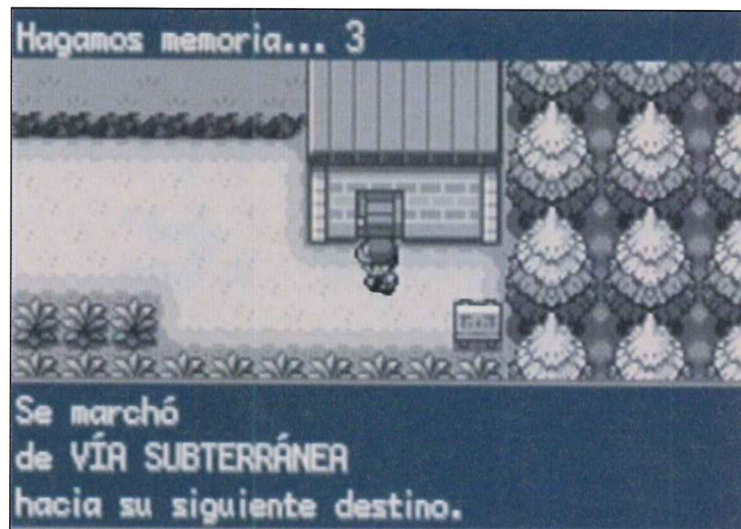 Hagamos memoria... 3
Se marchó
de VÍA SUBTERRÁNEA
hacia su siguiente destino.